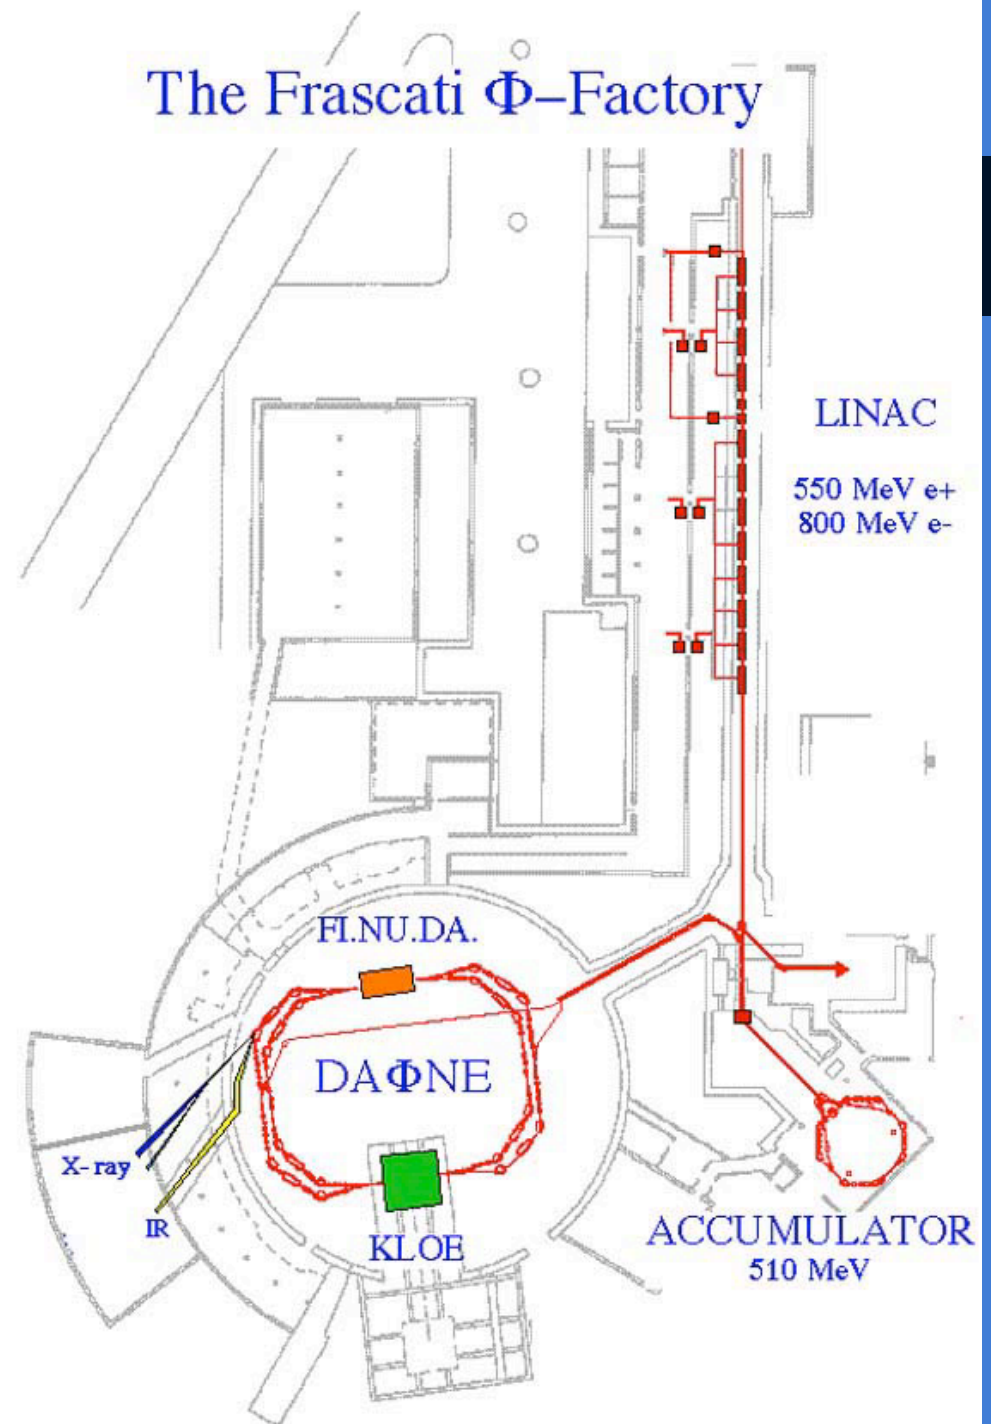 The Frascati Φ–Factory
LINAC
550 MeV e+
800 MeV e-
FI.NU.DA.
DAΦNE
X- ray
IR
KLOE
ACCUMULATOR
510 MeV